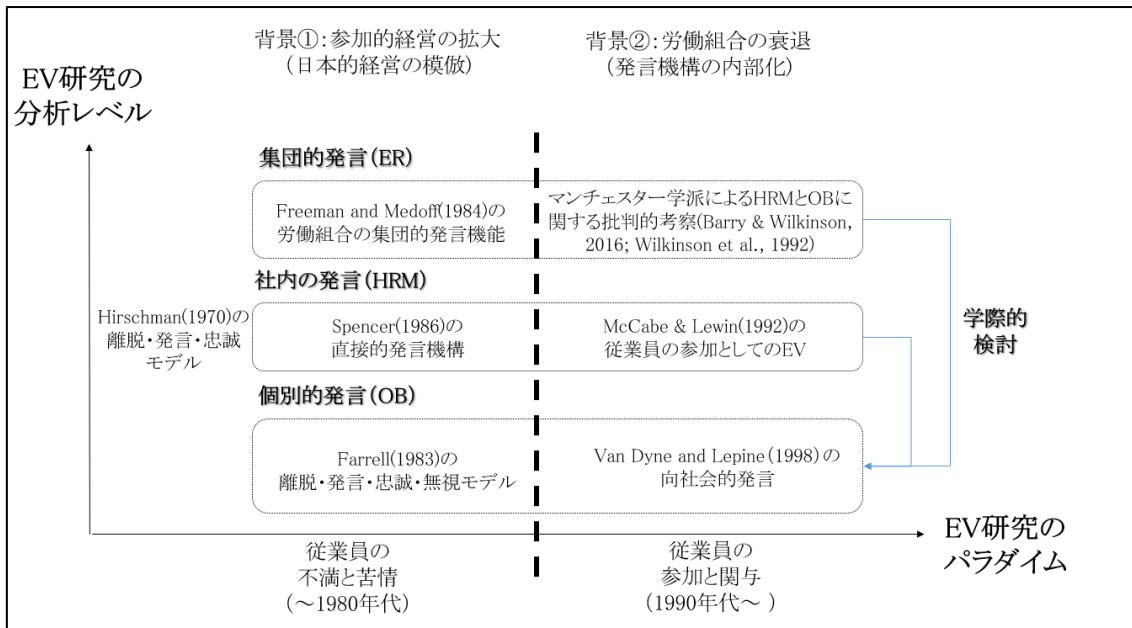 背景①：参加的経営の拡大
（日本的経営の模倣）
背景②：労働組合の衰退
（発言機構の内部化）
EV研究の
分析レベル
集団的発言（ER）
Freeman and Medoff(1984)の
労働組合の集団的発言機能
マンチェスター学派によるHRMとOBに
関する批判的考察(Barry & Wilkinson,
2016; Wilkinson et al., 1992)
社内の発言（HRM）
Hirschman(1970)の
離脱・発言・忠誠
モデル
Spencer(1986)の
直接的発言機構
McCabe & Lewin(1992)の
従業員の参加としてのEV
学際的
検討
個別的発言（OB）
Farrell(1983)の
離脱・発言・忠誠・無視モデル
Van Dyne and Lepine（1998）の
向社会的発言
EV研究の
パラダイム
従業員の
不満と苦情
（～1980年代）
従業員の
参加と関与
（1990年代～ ）